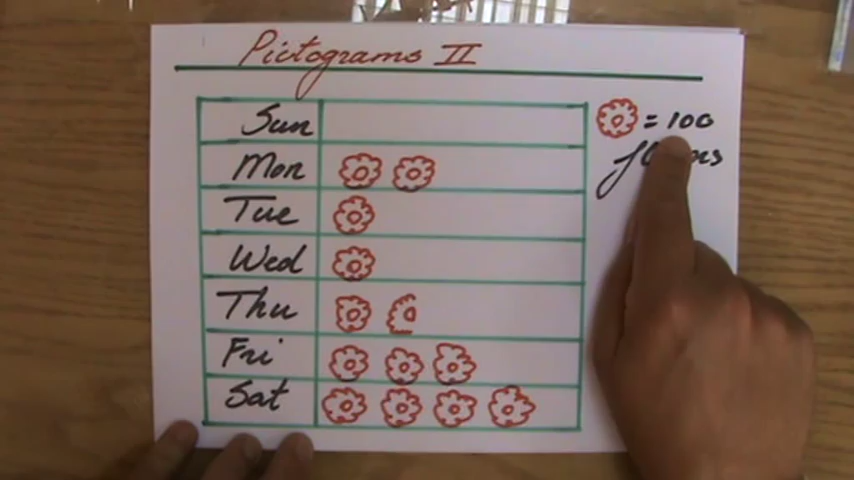 Pictograms II
Sun
= 100
Mon
Tue
Wed
Thu
Fri
Sat